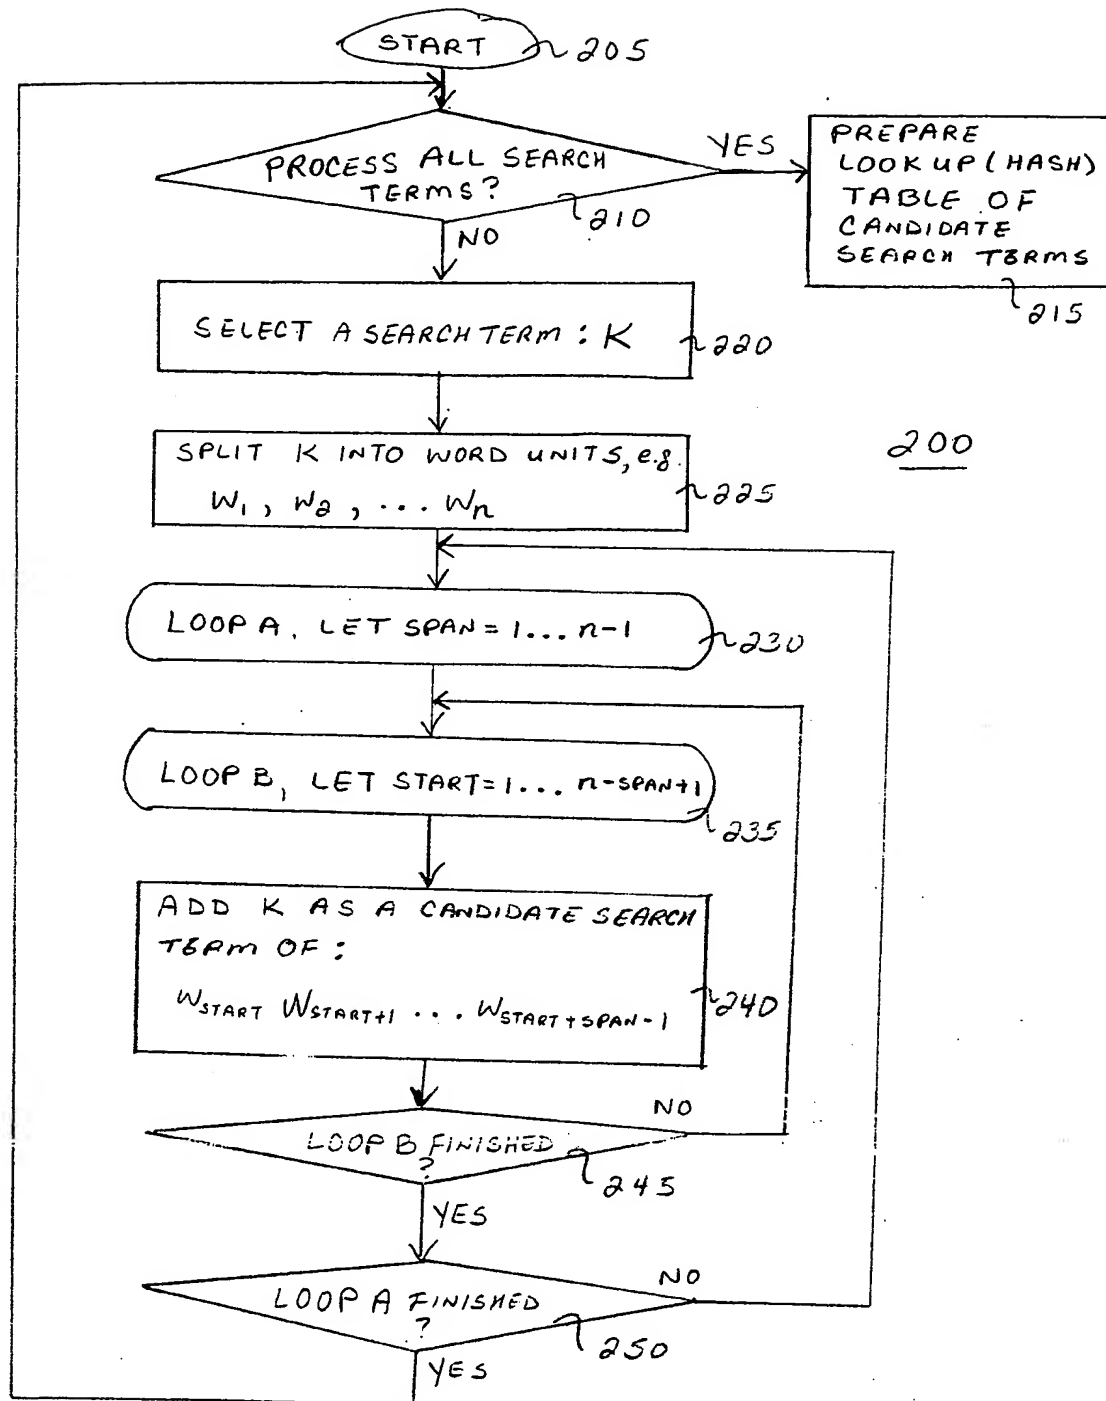 START
205
PROCESS ALL SEARCH
TERMS?
210
YES
PREPARE
LOOK UP (HASH)
TABLE OF
CANDIDATE
SEARCH TERMS
215
NO
SELECT A SEARCH TERM : K
220
SPLIT K INTO WORD UNITS, e.g.
W1, W2, ... Wn
225
200
LOOP A, LET SPAN = 1... n-1
230
LOOP B, LET START = 1... n-SPAN+1
235
ADD K AS A CANDIDATE SEARCH
TERM OF :
WSTART WSTART+1 ... WSTART+SPAN-1
240
NO
LOOP B FINISHED
?
245
YES
NO
LOOP A FINISHED
?
250
YES